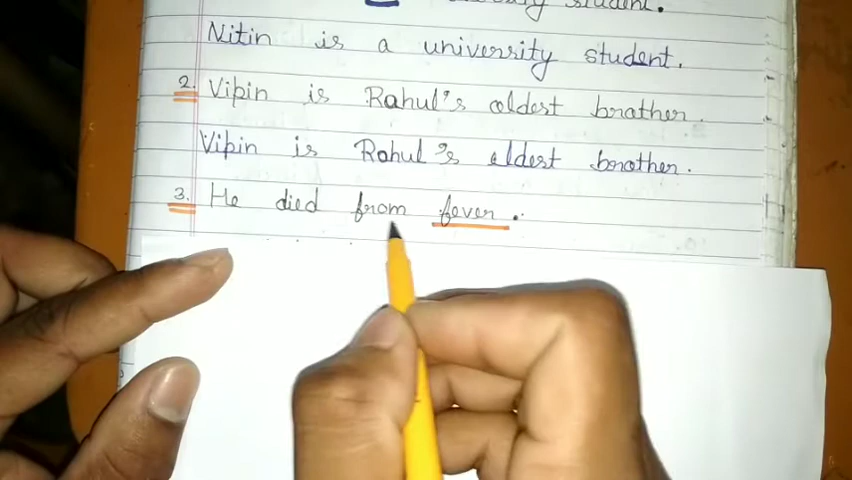 student.
Nitin is a university student.
2. Vipin is Rahul's oldest brother.
Vipin is Rahul's eldest brother.
3. He died from fever.